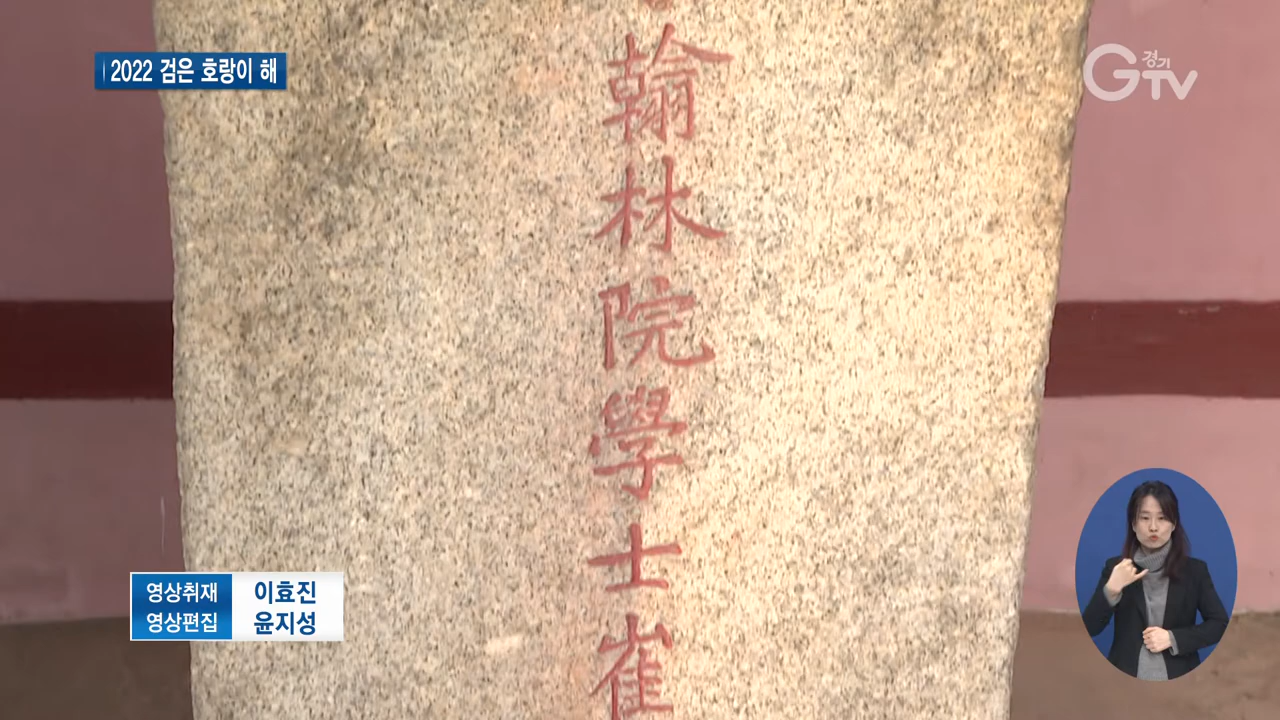 2022 검은 호랑이 해
경기
GTV
翰林院學士崔
영상취재 이효진
영상편집 윤지성